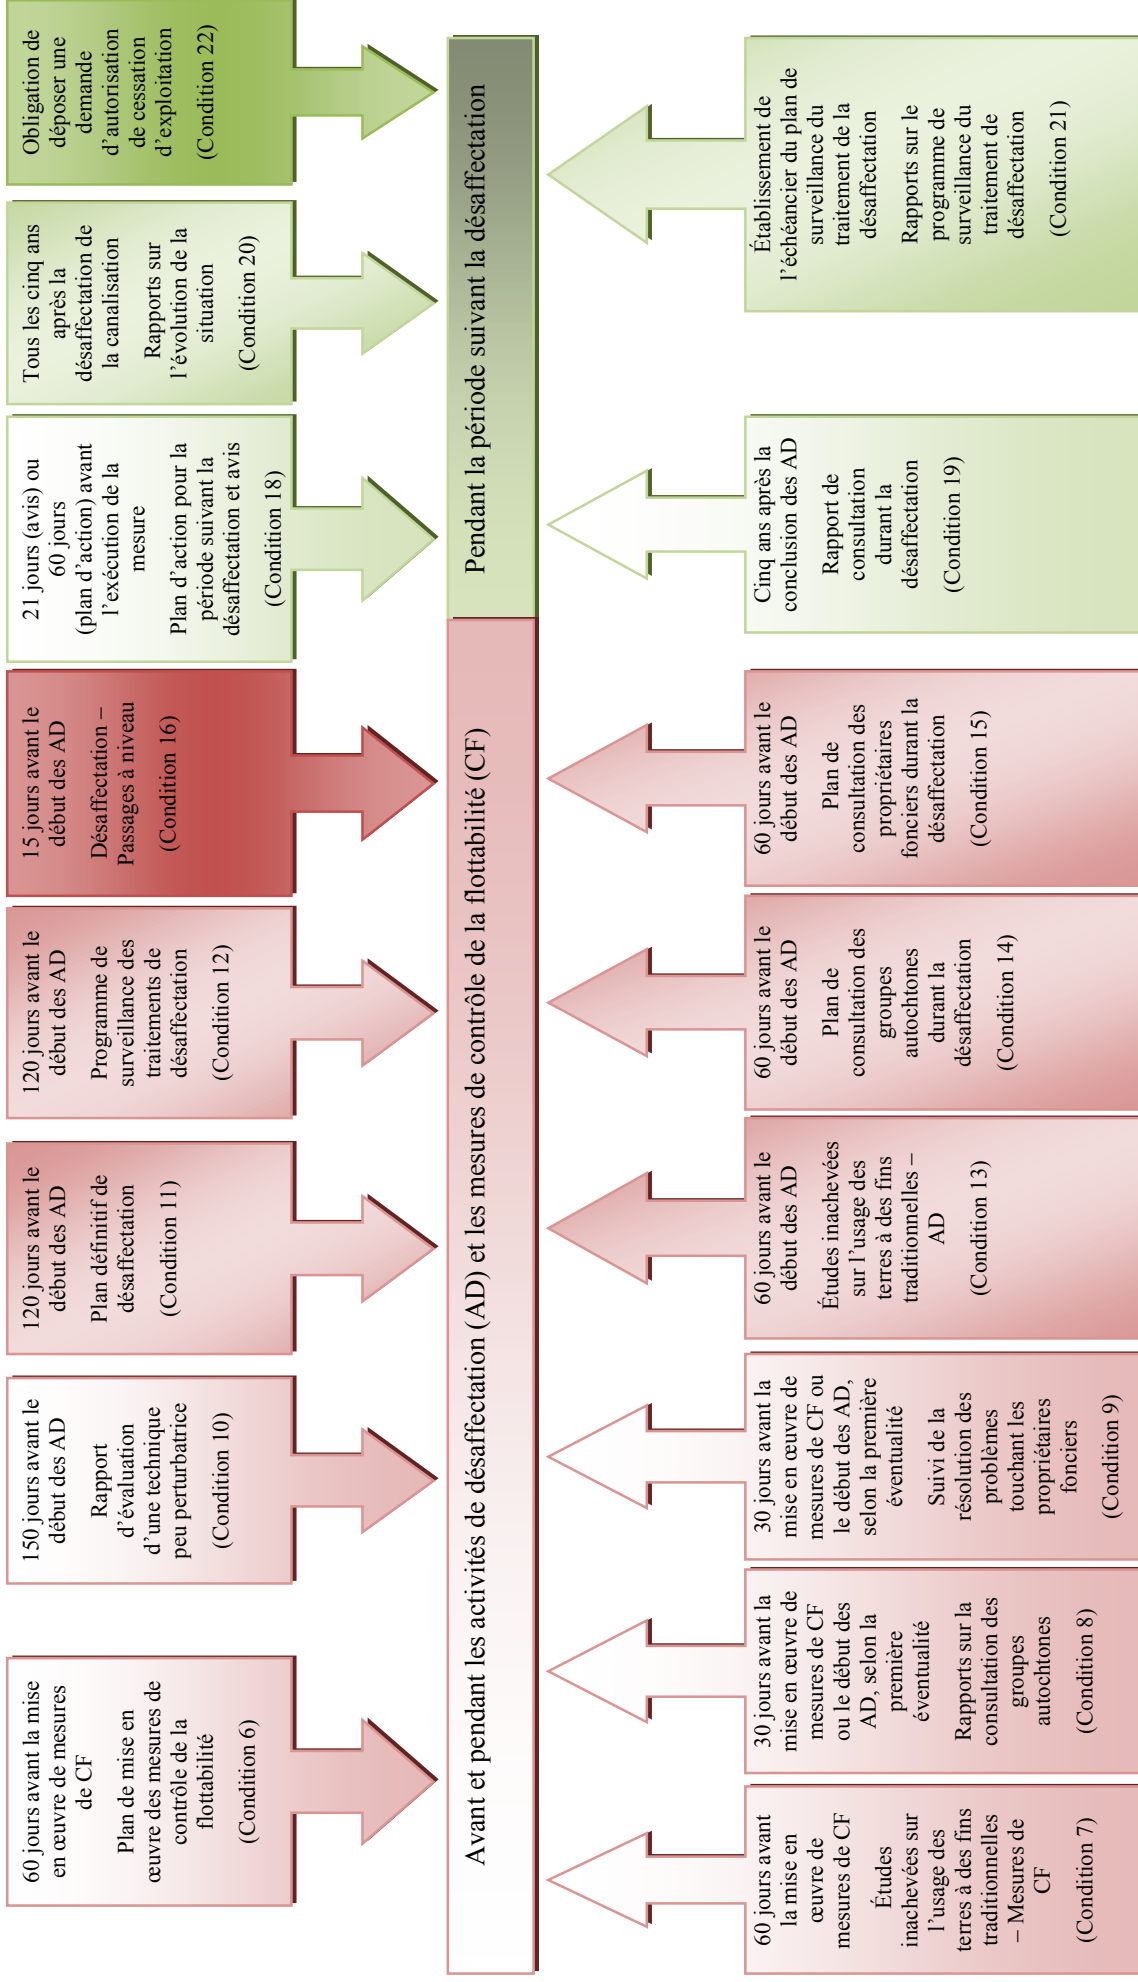 60 jours avant la mise
en œuvre de mesures
de CF
Plan de mise en
œuvre des mesures de
contrôle de la
flottabilité
(Condition 6)
150 jours avant le
début des AD
Rapport
d’évaluation
d’une technique
peu perturbatrice
(Condition 10)
120 jours avant le
début des AD
Plan définitif de
désaffectation
(Condition 11)
120 jours avant le
début des AD
Programme de
surveillance des
traitements de
désaffectation
(Condition 12)
15 jours avant le
début des AD
Désaffectation –
Passages à niveau
(Condition 16)
21 jours (avis) ou
60 jours
(plan d’action) avant
l’exécution de la
mesure
Plan d’action pour la
période suivant la
désaffectation et avis
(Condition 18)
Tous les cinq ans
après la
désaffectation de
la canalisation
Rapports sur
l’évolution de la
situation
(Condition 20)
Obligation de
déposer une
demande
d’autorisation
de cessation
d’exploitation
(Condition 22)
Avant et pendant les activités de désaffectation (AD) et les mesures de contrôle de la flottabilité (CF)
Pendant la période suivant la désaffectation
60 jours avant
la mise en
œuvre de
mesures de CF
Études
inachevées sur
l’usage des
terres à des fins
traditionnelles
– Mesures de
CF
(Condition 7)
30 jours avant la
mise en œuvre de
mesures de CF
ou le début des
AD, selon la
première
éventualité
Rapports sur la
consultation des
groupes
autochtones
(Condition 8)
30 jours avant la
mise en œuvre de
mesures de CF ou
le début des AD,
selon la première
éventualité
Suivi de la
résolution des
problèmes
touchant les
propriétaires
fonciers
(Condition 9)
60 jours avant le
début des AD
Études inachevées
sur l’usage des
terres à des fins
traditionnelles –
AD
(Condition 13)
60 jours avant le
début des AD
Plan de
consultation des
groupes
autochtones
durant la
désaffectation
(Condition 14)
60 jours avant le
début des AD
Plan de
consultation des
propriétaires
fonciers durant la
désaffectation
(Condition 15)
Cinq ans après la
conclusion des AD
Rapport de
consultation
durant la
désaffectation
(Condition 19)
Établissement de
l’échéancier du plan de
surveillance du
traitement de la
désaffectation
Rapports sur le
programme de
surveillance du
traitement de
désaffectation
(Condition 21)